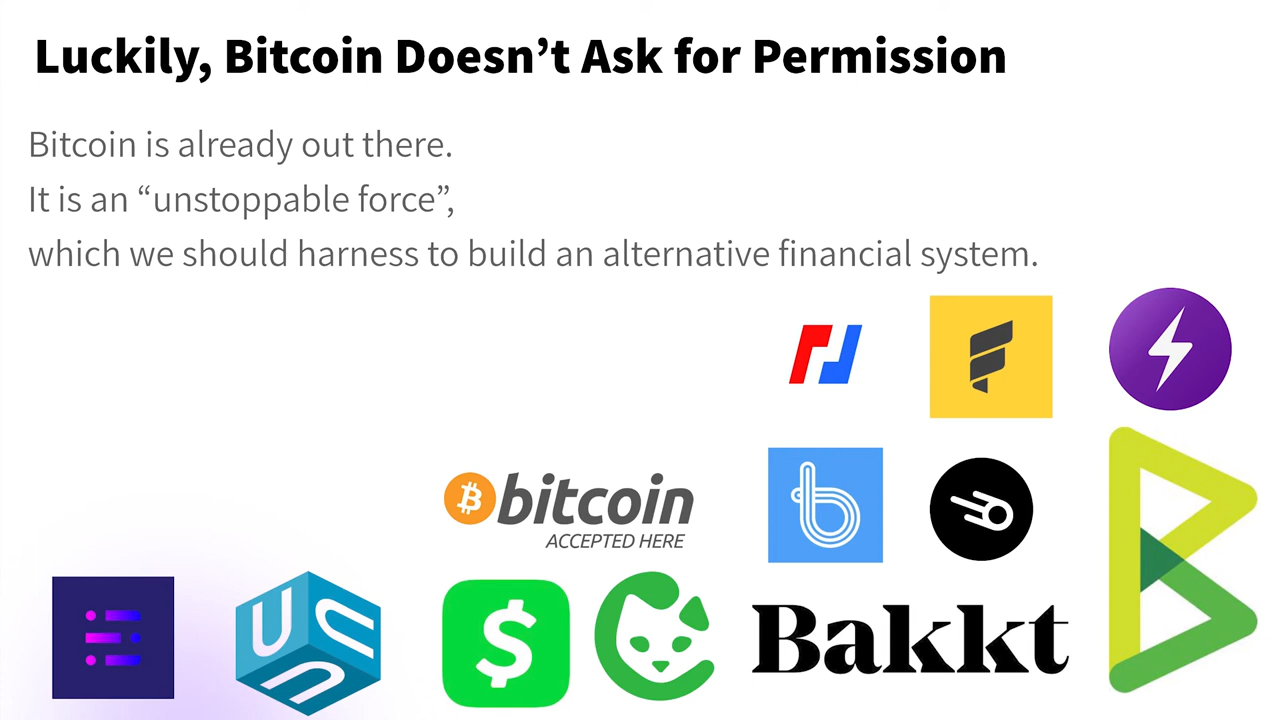 Luckily, Bitcoin Doesn’t Ask for Permission
Bitcoin is already out there.
It is an “unstoppable force”,
which we should harness to build an alternative financial system.
bitcoin
ACCEPTED HERE
Bakkt